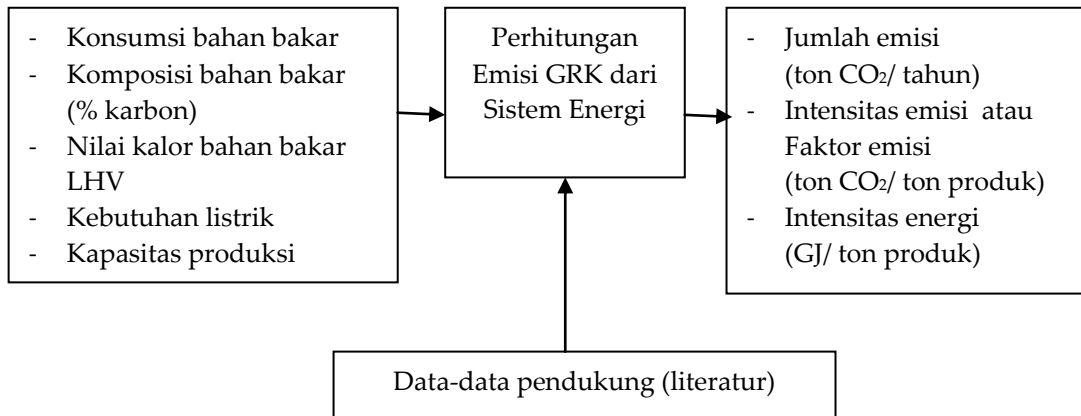 - Konsumsi bahan bakar
- Komposisi bahan bakar
(% karbon)
- Nilai kalor bahan bakar
LHV
- Kebutuhan listrik
- Kapasitas produksi
Perhitungan
Emisi GRK dari
Sistem Energi
- Jumlah emisi
(ton CO₂/ tahun)
- Intensitas emisi atau
Faktor emisi
(ton CO₂/ ton produk)
- Intensitas energi
(GJ/ ton produk)
Data-data pendukung (literatur)